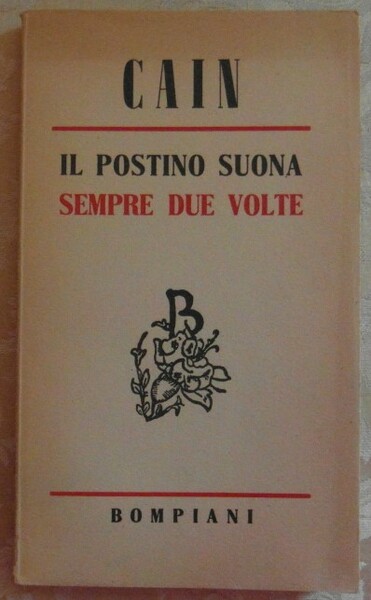 CAIN
IL POSTINO SUONA
SEMPRE DUE VOLTE
B
BOMPIANI